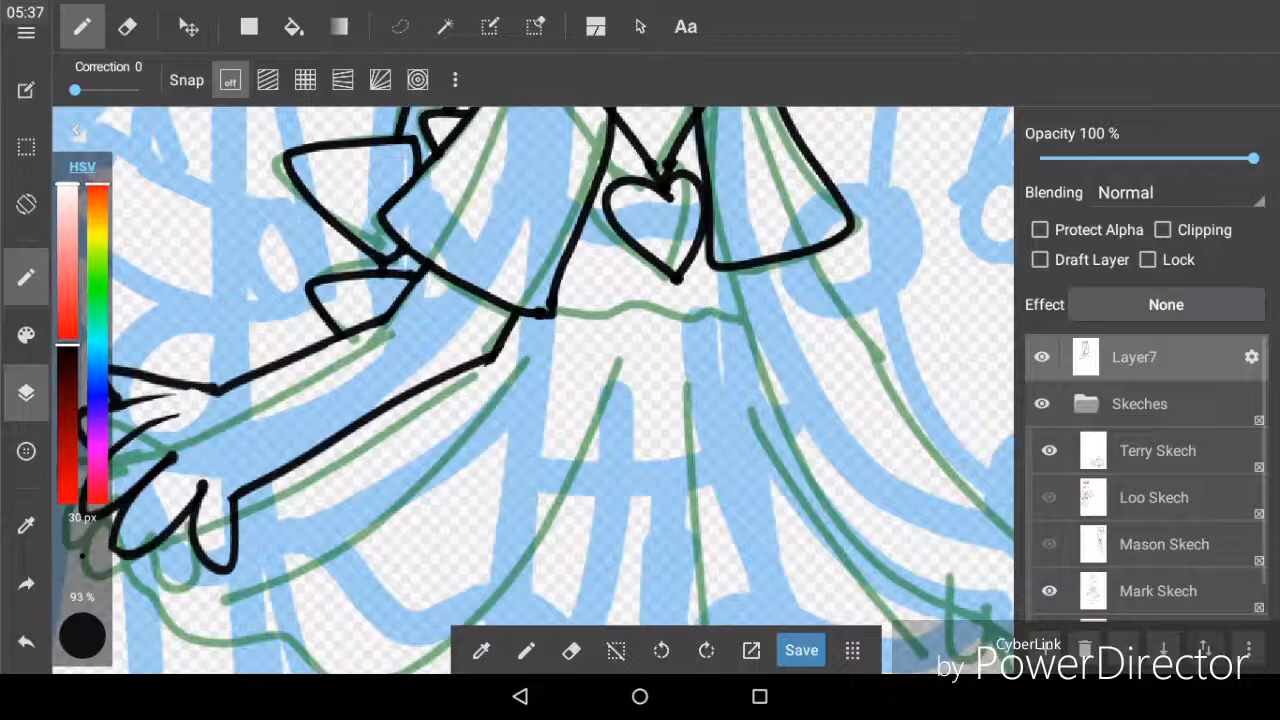 05:37
Aa
Correction 0
Snap
off
HSV
Opacity 100 %
Blending Normal
Protect Alpha Clipping
Draft Layer Lock
Effect None
Layer7
Skeches
Terry Skech
Loo Skech
Mason Skech
Mark Skech
30 px
93 %
Save
CyberLink
by PowerDirector